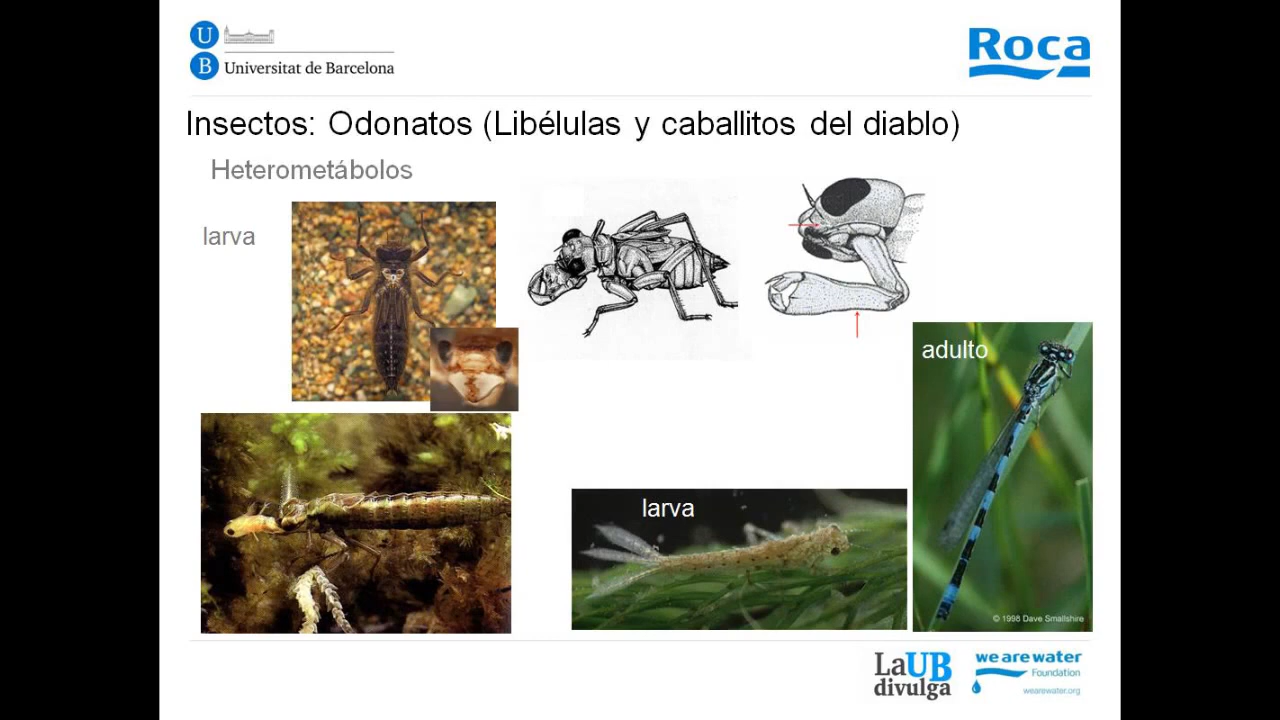 U
B
Universitat de Barcelona
Roca
Insectos: Odonatos (Libélulas y caballitos del diablo)
Heterometábolos
larva
adulto
larva
© 1998 Dave Smallshire
LaUB
divulga
we are water
Foundation
wearewater.org